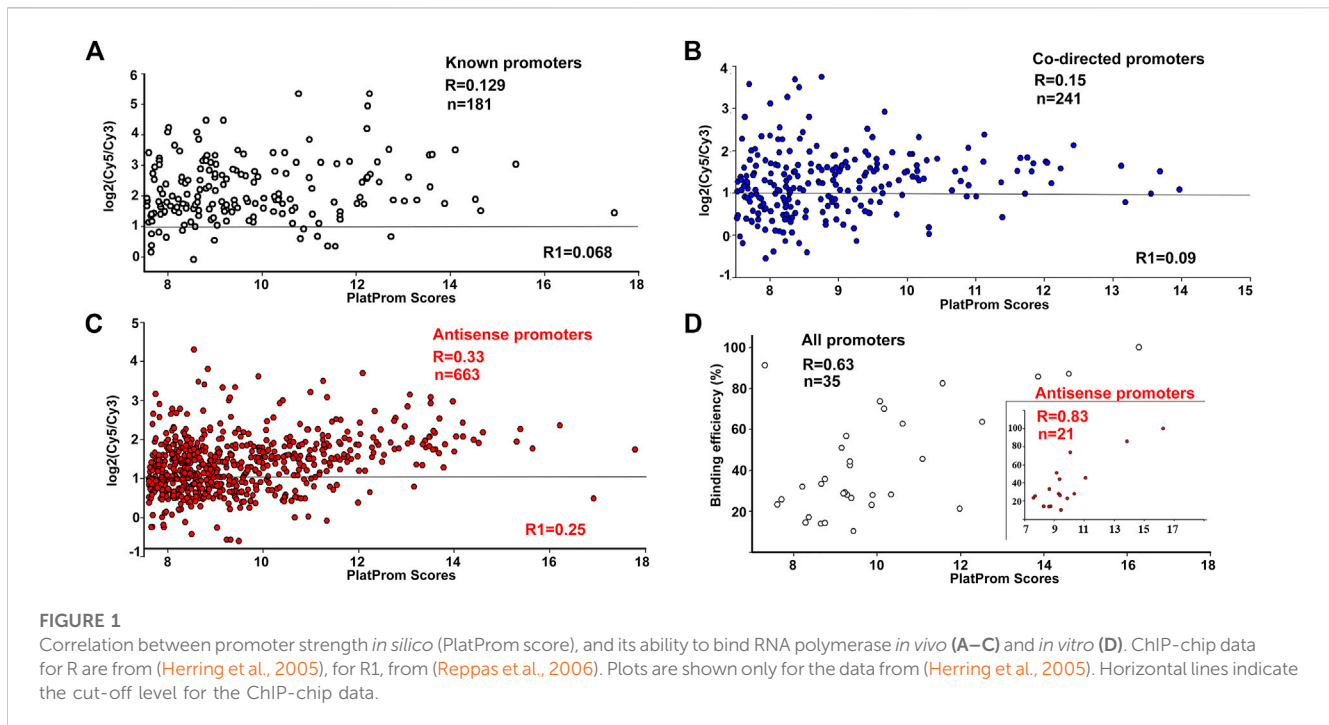 A
Known promoters
R=0.129
n=181
log2(Cy5/Cy3)
6
5
4
3
2
1
0
R1=0.068
8 10 12 14 16 18
PlatProm Scores
B
Co-directed promoters
R=0.15
n=241
log2(Cy5/Cy3)
4
3
2
1
0
-1
R1=0.09
8 9 10 11 12 13 14 15
PlatProm Scores
C
Antisense promoters
R=0.33
n=663
log2(Cy5/Cy3)
5
4
3
2
1
0
-1
R1=0.25
8 10 12 14 16 18
PlatProm Scores
D
All promoters
R=0.63
n=35
Binding efficiency (%)
100
80
60
40
20
8 10 12 14 16 18
PlatProm Scores
Antisense promoters
R=0.83
n=21
100
80
60
40
20
7 9 11 13 15 17
FIGURE 1
Correlation between promoter strength in silico (PlatProm score), and its ability to bind RNA polymerase in vivo (A–C) and in vitro (D). ChIP-chip data
for R are from (Herring et al., 2005), for R1, from (Reppas et al., 2006). Plots are shown only for the data from (Herring et al., 2005). Horizontal lines indicate
the cut-off level for the ChIP-chip data.